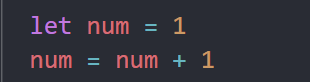 let num = 1
num = num + 1